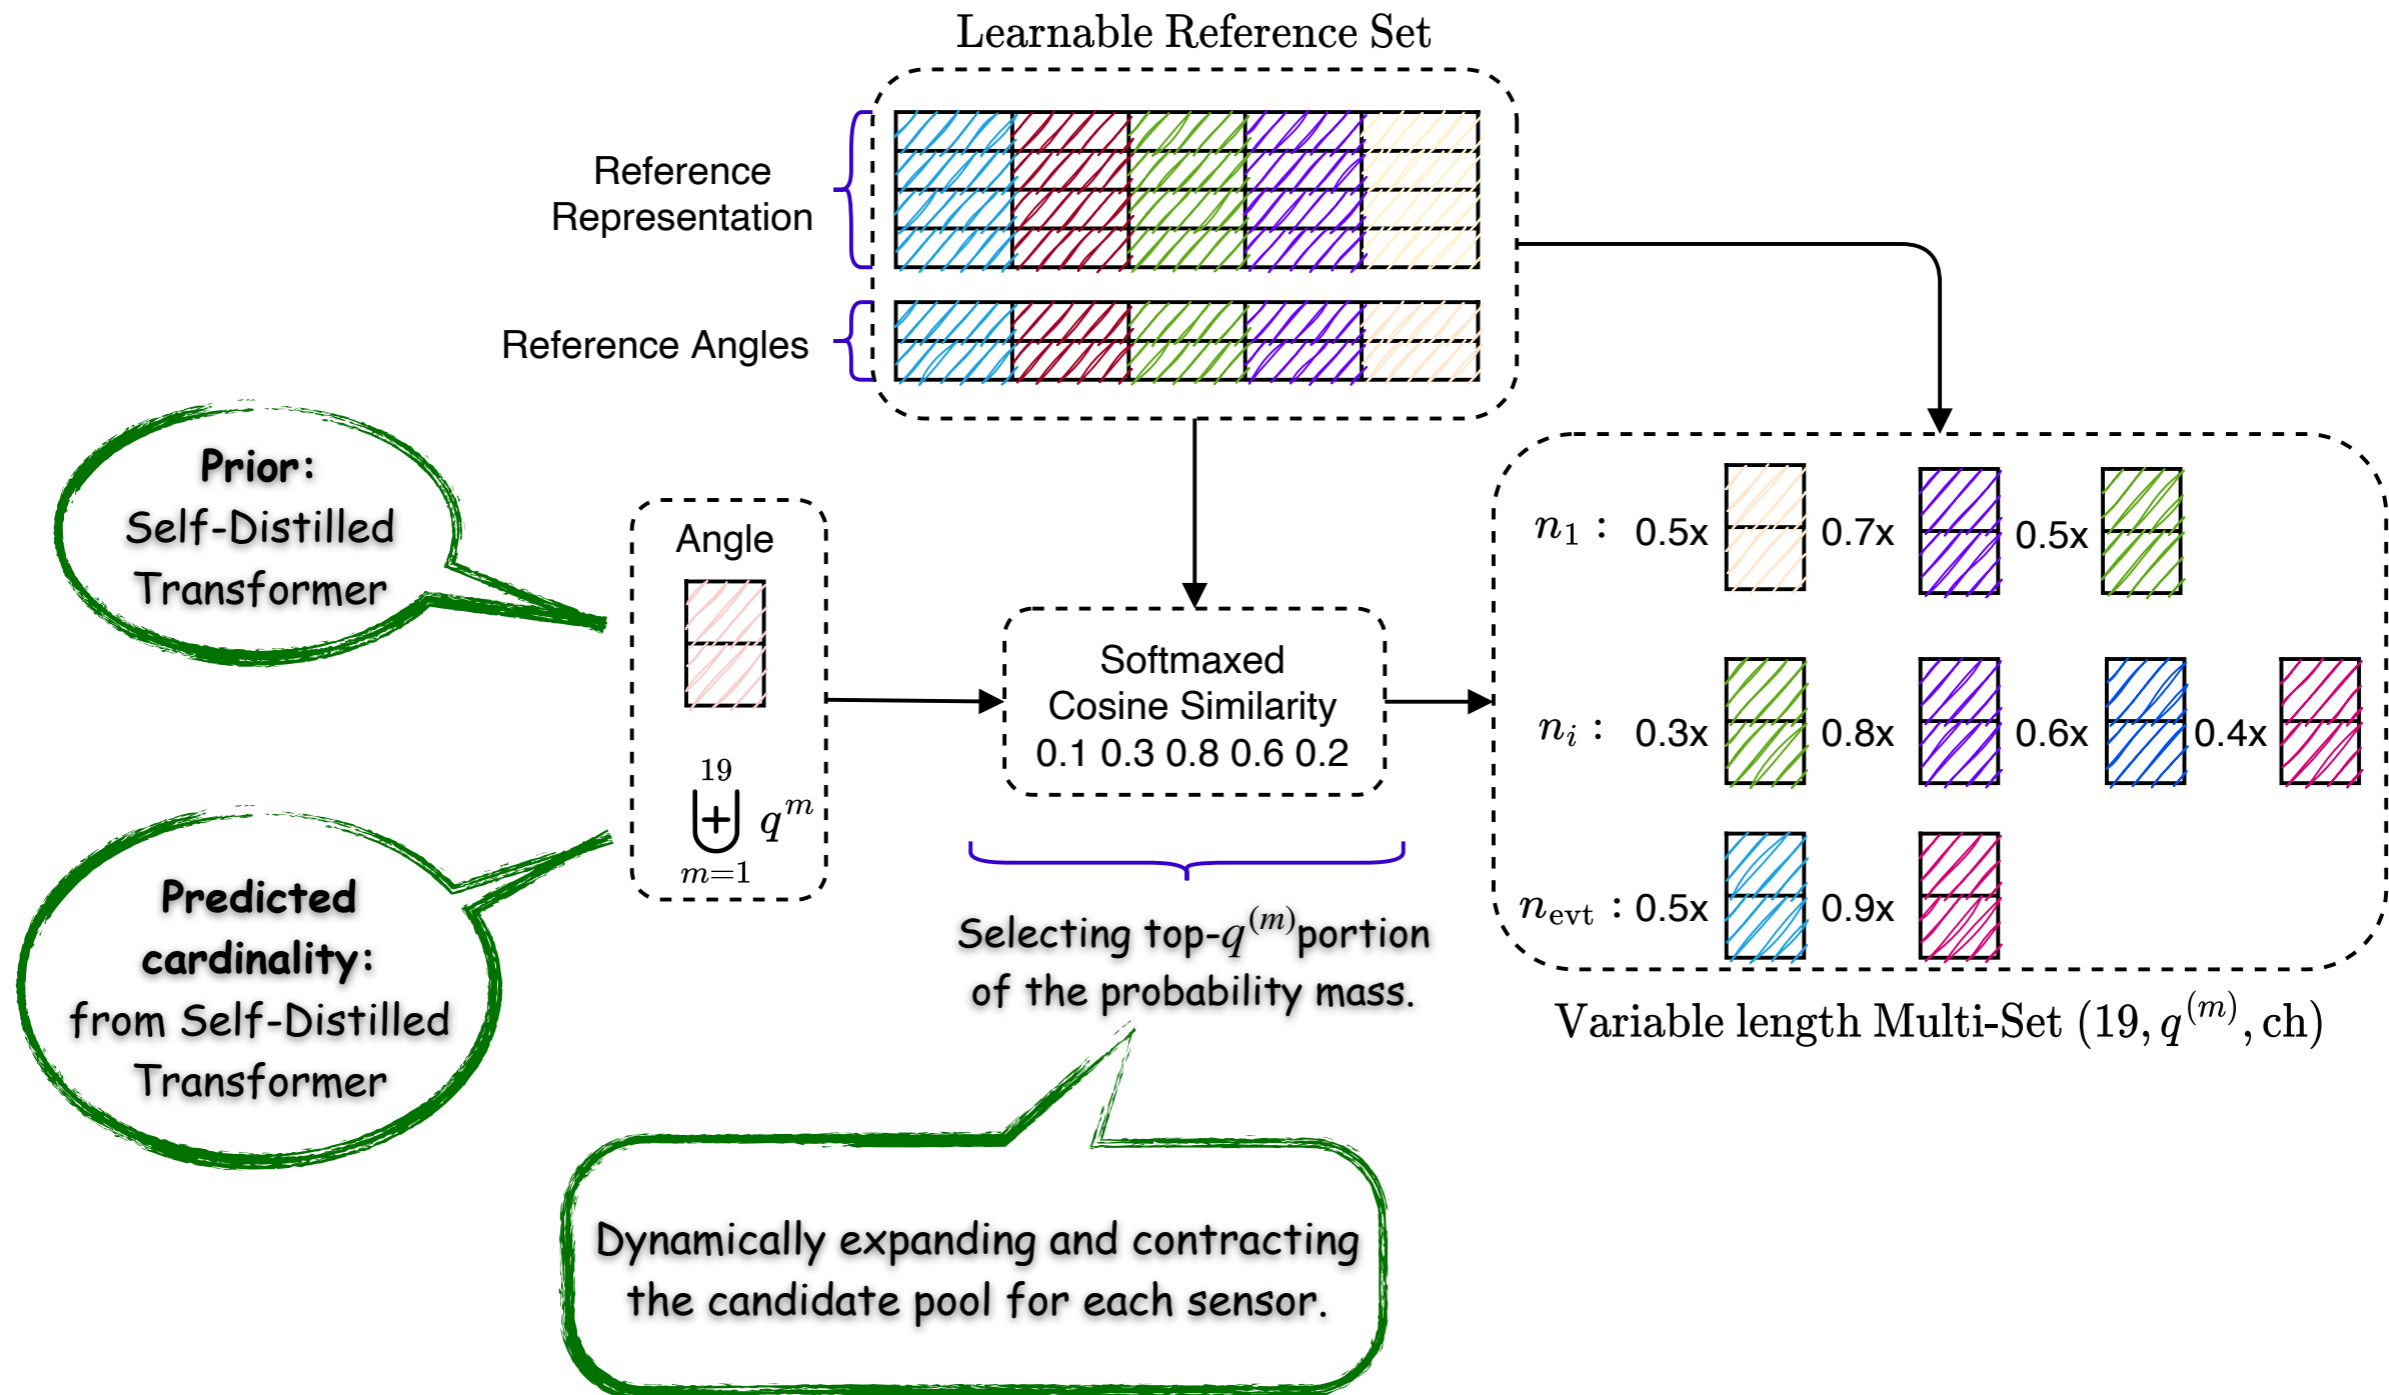 Learnable Reference Set
Reference
Representation
Reference Angles
Prior:
Self-Distilled
Transformer
Angle
19
⨄ q^m
m=1
Predicted
cardinality:
from Self-Distilled
Transformer
Softmaxed
Cosine Similarity
0.1 0.3 0.8 0.6 0.2
Selecting top-q^(m) portion
of the probability mass.
Dynamically expanding and contracting
the candidate pool for each sensor.
n_1 : 0.5x 0.7x 0.5x
n_i : 0.3x 0.8x 0.6x 0.4x
n_evt : 0.5x 0.9x
Variable length Multi-Set (19, q^(m), ch)